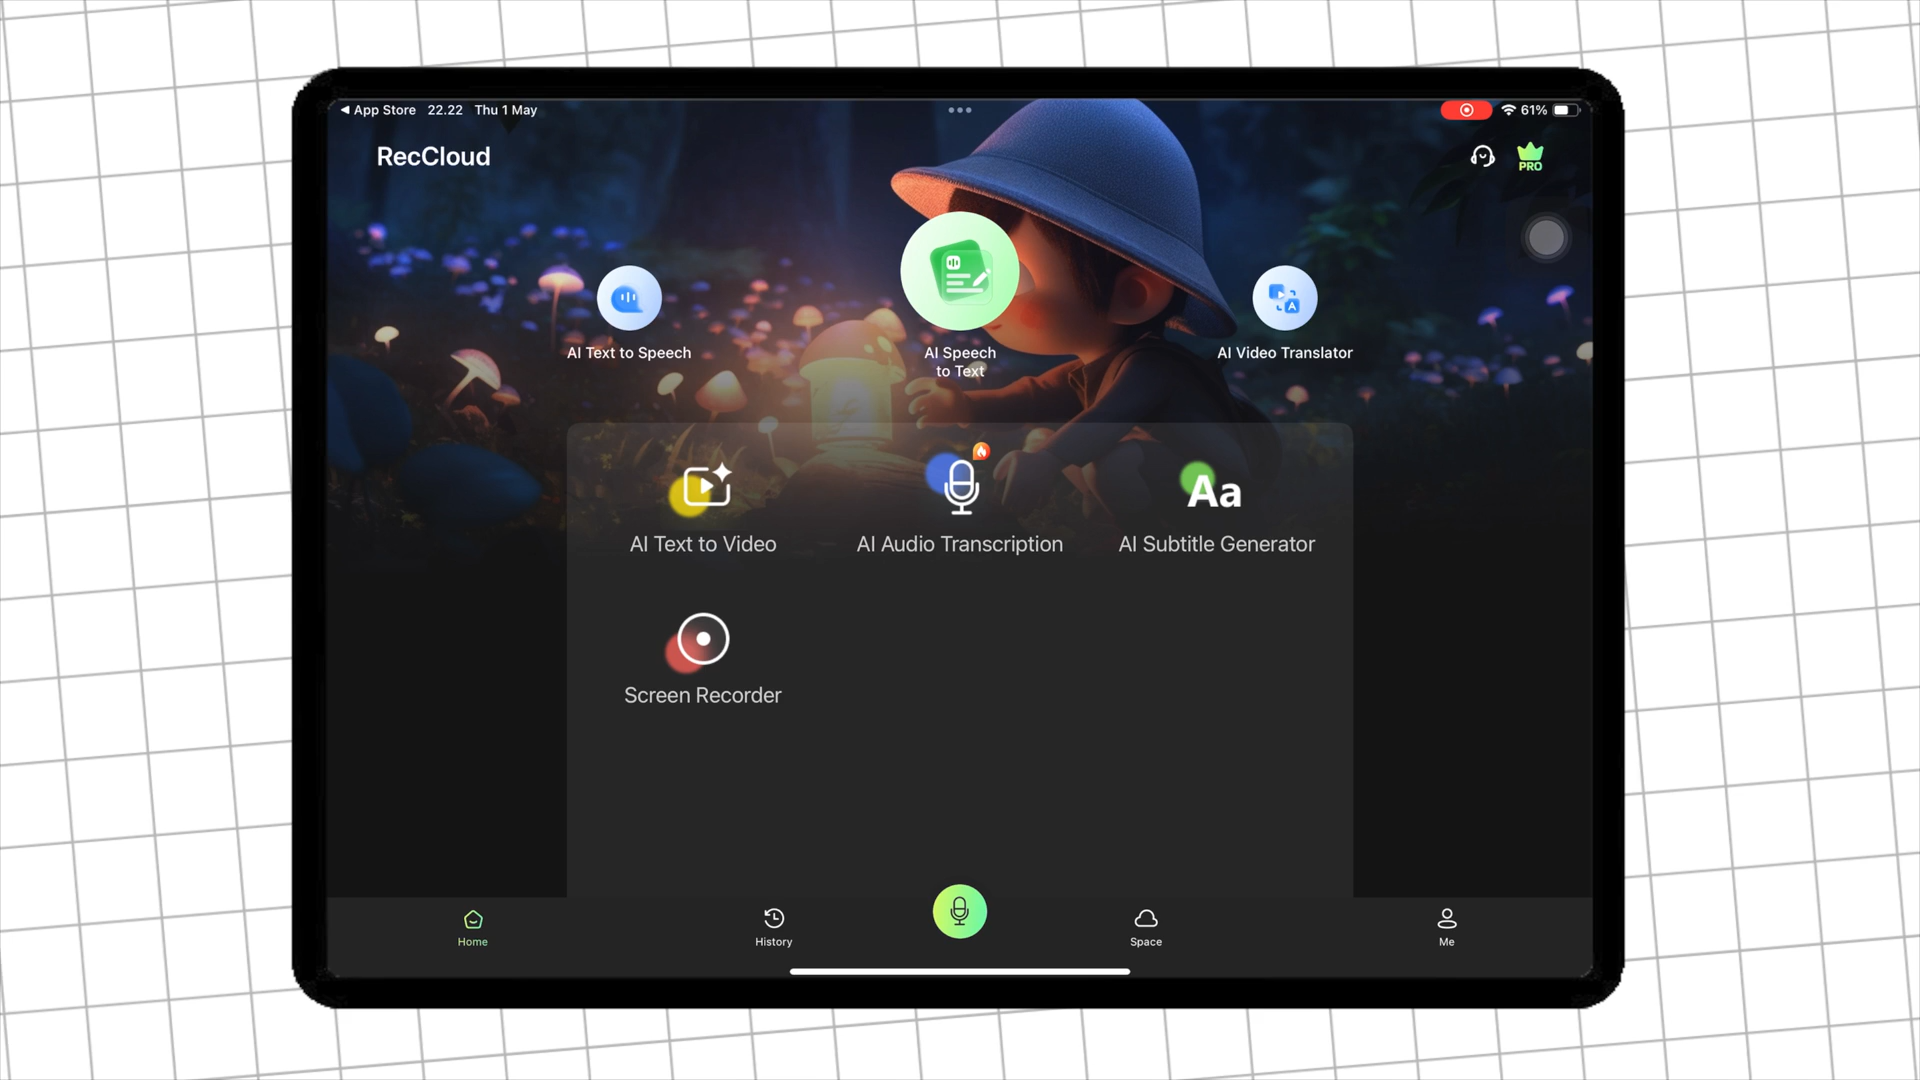 App Store 22.22 Thu 1 May
61%
RecCloud
PRO
AI Text to Speech
AI Speech
to Text
AI Video Translator
A
AI Text to Video
AI Audio Transcription
Aa
AI Subtitle Generator
Screen Recorder
Home
History
Space
Me